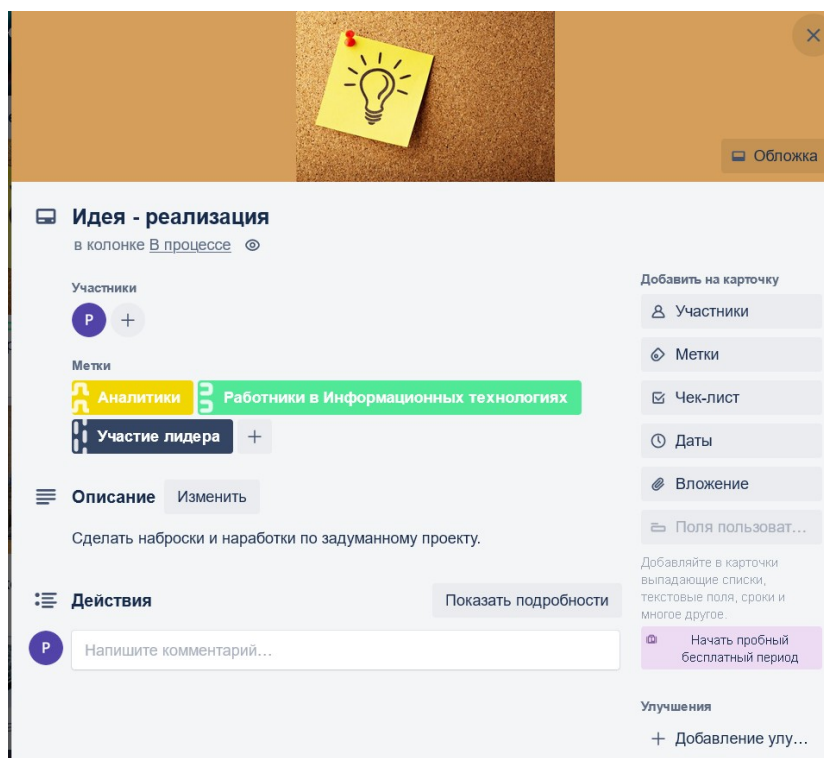 Обложка
Идея - реализация
в колонке В процессе
Участники
P
Метки
Аналитики
Работники в Информационных технологиях
Участие лидера
Описание
Изменить
Сделать наброски и наработки по задуманному проекту.
Действия
Показать подробности
P
Напишите комментарий...
Добавить на карточку
Участники
Метки
Чек-лист
Даты
Вложение
Поля пользоват...
Добавляйте в карточки
выпадающие списки,
текстовые поля, сроки и
многое другое.
Начать пробный
бесплатный период
Улучшения
Добавление улу...